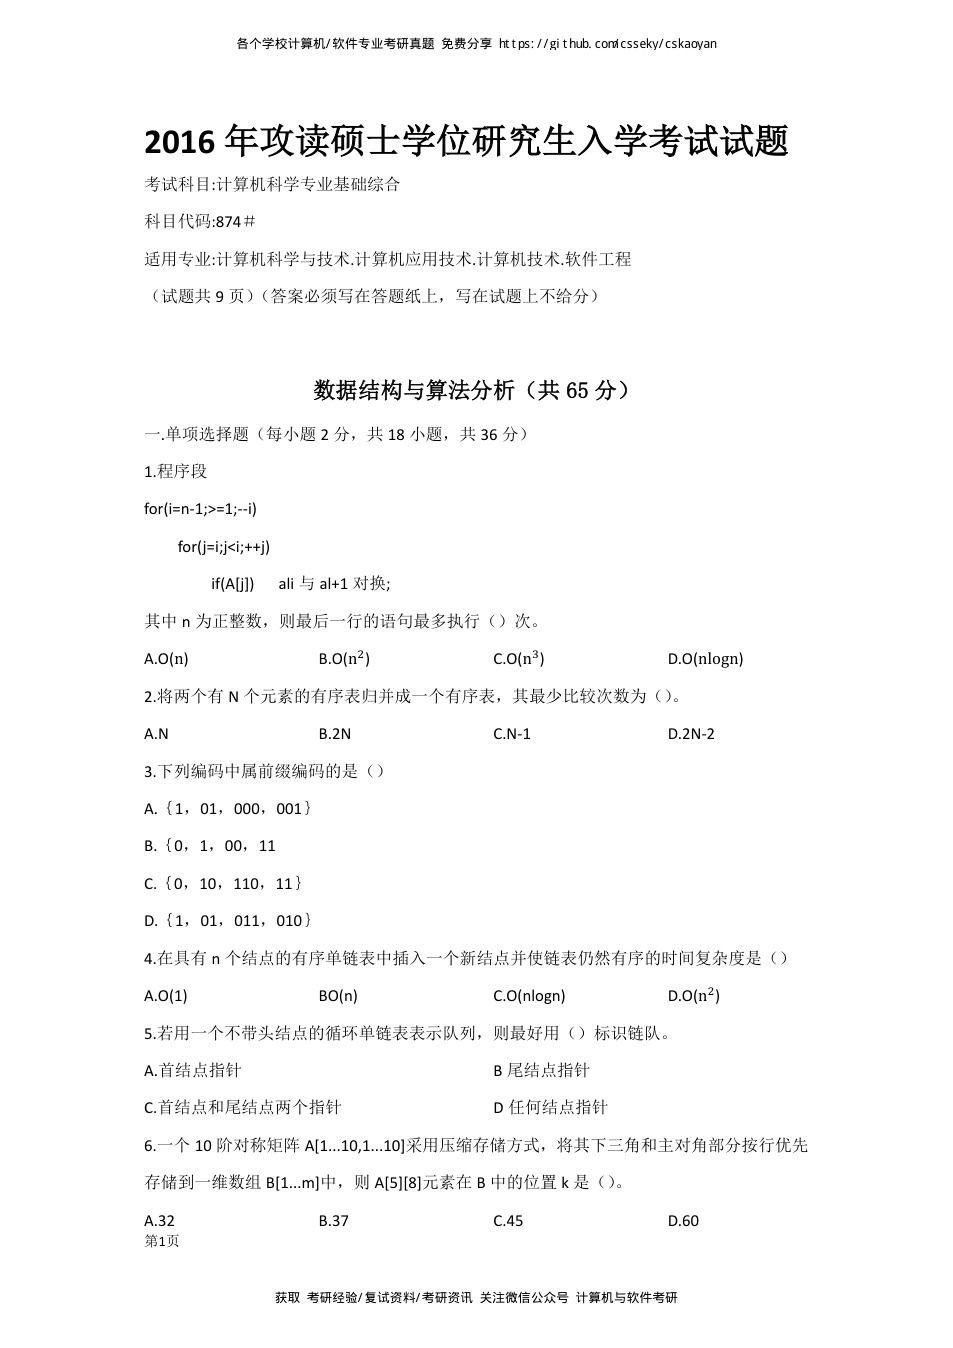 各个学校计算机/软件专业考研真题 免费分享 https://github.com/csseky/cskaoyan
2016 年攻读硕士学位研究生入学考试试题
考试科目:计算机科学专业基础综合
科目代码:874＃
适用专业:计算机科学与技术.计算机应用技术.计算机技术.软件工程
（试题共 9 页）（答案必须写在答题纸上，写在试题上不给分）
数据结构与算法分析（共 65 分）
一.单项选择题（每小题 2 分，共 18 小题，共 36 分）
1.程序段
for(i=n-1;>=1;--i)
for(j=i;j<i;++j)
if(A[j]) ali 与 al+1 对换;
其中 n 为正整数，则最后一行的语句最多执行（）次。
A.O(n) B.O(n²) C.O(n³) D.O(nlogn)
2.将两个有 N 个元素的有序表归并成一个有序表，其最少比较次数为（）。
A.N B.2N C.N-1 D.2N-2
3.下列编码中属前缀编码的是（）
A.｛1，01，000，001｝
B.｛0，1，00，11
C.｛0，10，110，11｝
D.｛1，01，011，010｝
4.在具有 n 个结点的有序单链表中插入一个新结点并使链表仍然有序的时间复杂度是（）
A.O(1) BO(n) C.O(nlogn) D.O(n²)
5.若用一个不带头结点的循环单链表表示队列，则最好用（）标识链队。
A.首结点指针 B 尾结点指针
C.首结点和尾结点两个指针 D 任何结点指针
6.一个 10 阶对称矩阵 A[1...10,1...10]采用压缩存储方式，将其下三角和主对角部分按行优先
存储到一维数组 B[1...m]中，则 A[5][8]元素在 B 中的位置 k 是（）。
A.32 B.37 C.45 D.60
第1页
获取 考研经验/复试资料/考研资讯 关注微信公众号 计算机与软件考研